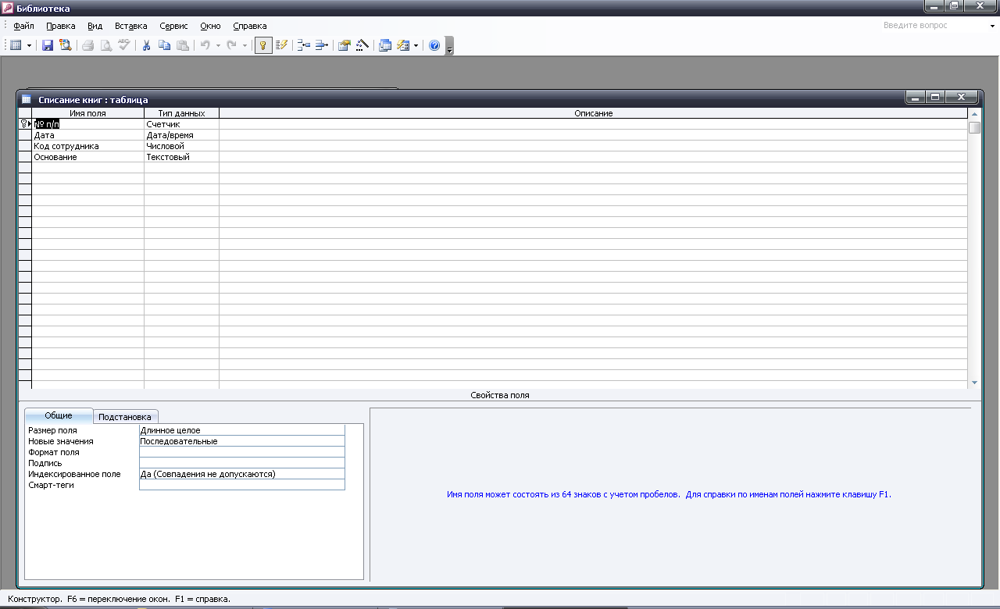 Библиотека
Файл Правка Вид Вставка Сервис Окно Справка Введите вопрос
Списание книг : таблица
Имя поля Тип данных Описание
№ п/п Счетчик
Дата Дата/время
Код сотрудника Числовой
Основание Текстовый
Свойства поля
Общие Подстановка
Размер поля Длинное целое
Новые значения Последовательные
Формат поля
Подпись
Индексированное поле Да (Совпадения не допускаются)
Смарт-теги
Имя поля может состоять из 64 знаков с учетом пробелов. Для справки по именам полей нажмите клавишу F1.
Конструктор. F6 = переключение окон. F1 = справка.